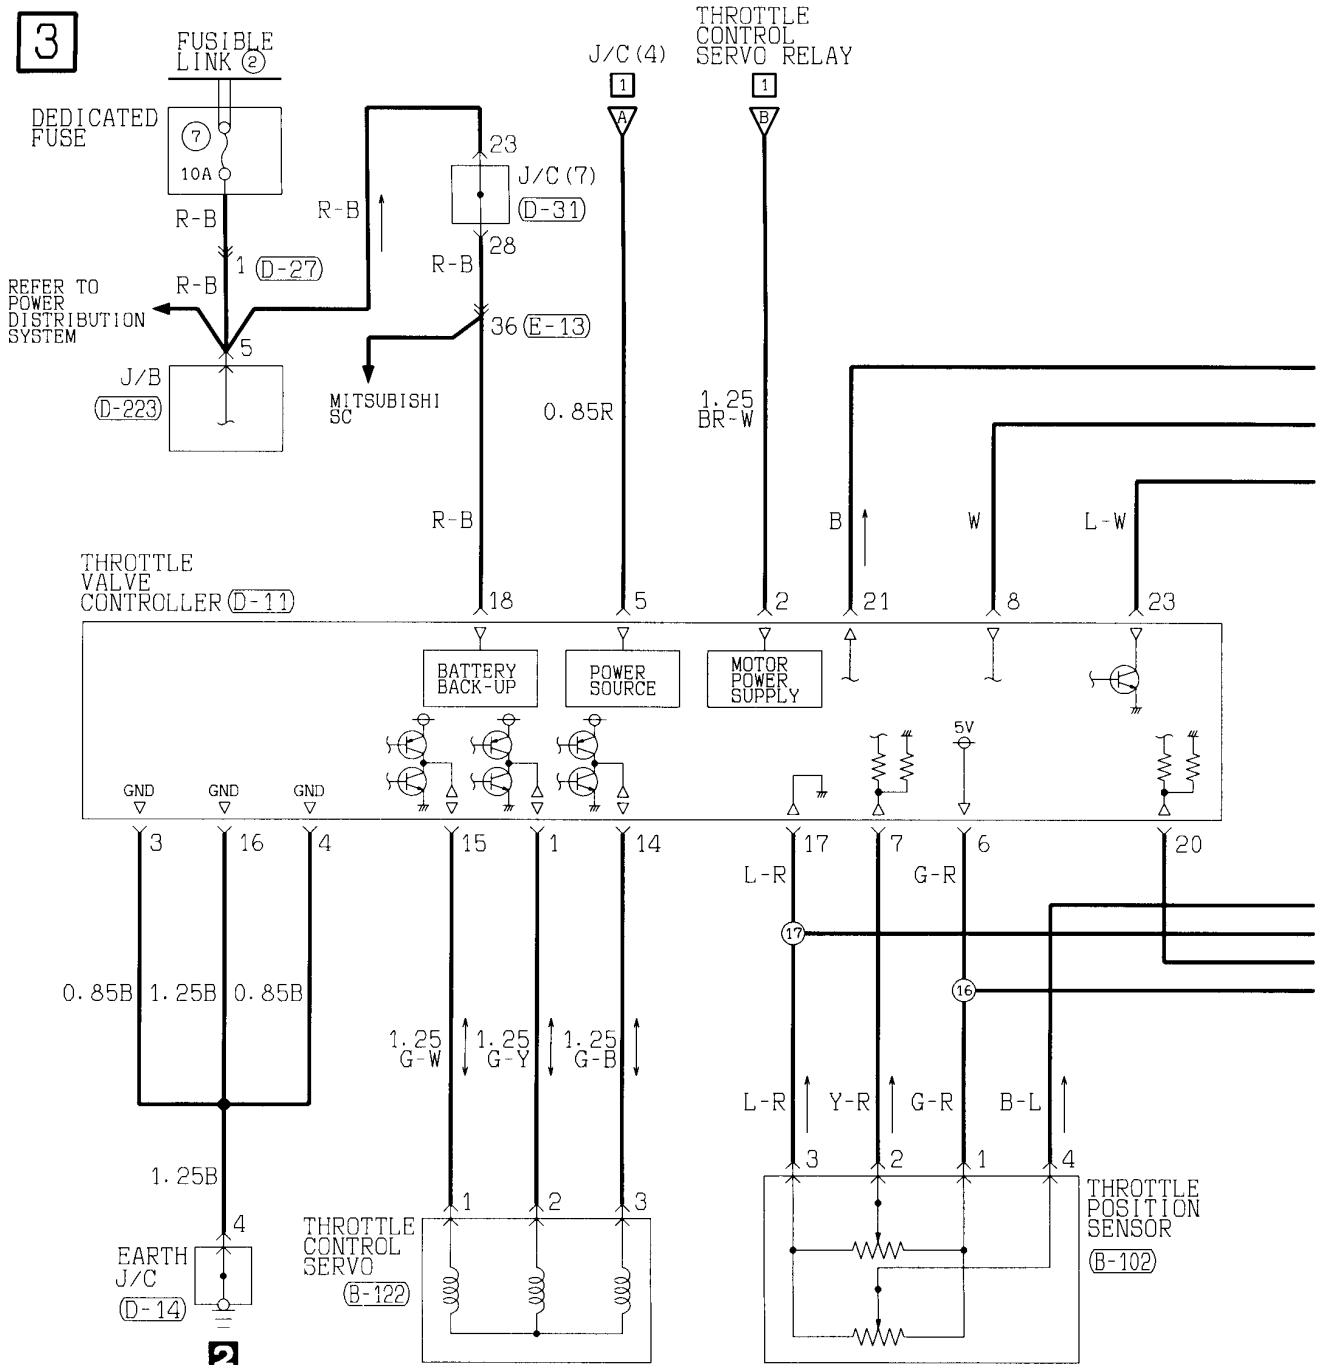 3
FUSIBLE
LINK ②
DEDICATED
FUSE
7
10A
R-B
1 D-27
R-B
REFER TO
POWER
DISTRIBUTION
SYSTEM
5
J/B
D-223
R-B
23
J/C(7)
D-31
28
R-B
36 E-13
MITSUBISHI
SC
R-B
J/C(4)
1
A
0.85R
THROTTLE
CONTROL
SERVO RELAY
1
B
1.25
BR-W
B
W
L-W
THROTTLE
VALVE
CONTROLLER D-11
18
5
2
21
8
23
BATTERY
BACK-UP
POWER
SOURCE
MOTOR
POWER
SUPPLY
5V
GND
GND
GND
3
16
4
15
1
14
17
7
6
20
L-R
G-R
17
16
0.85B
1.25B
0.85B
1.25
G-W
1.25
G-Y
1.25
G-B
L-R
Y-R
G-R
B-L
1.25B
4
EARTH
J/C
D-14
2
1
2
3
THROTTLE
CONTROL
SERVO
B-122
3
2
1
4
THROTTLE
POSITION
SENSOR
B-102